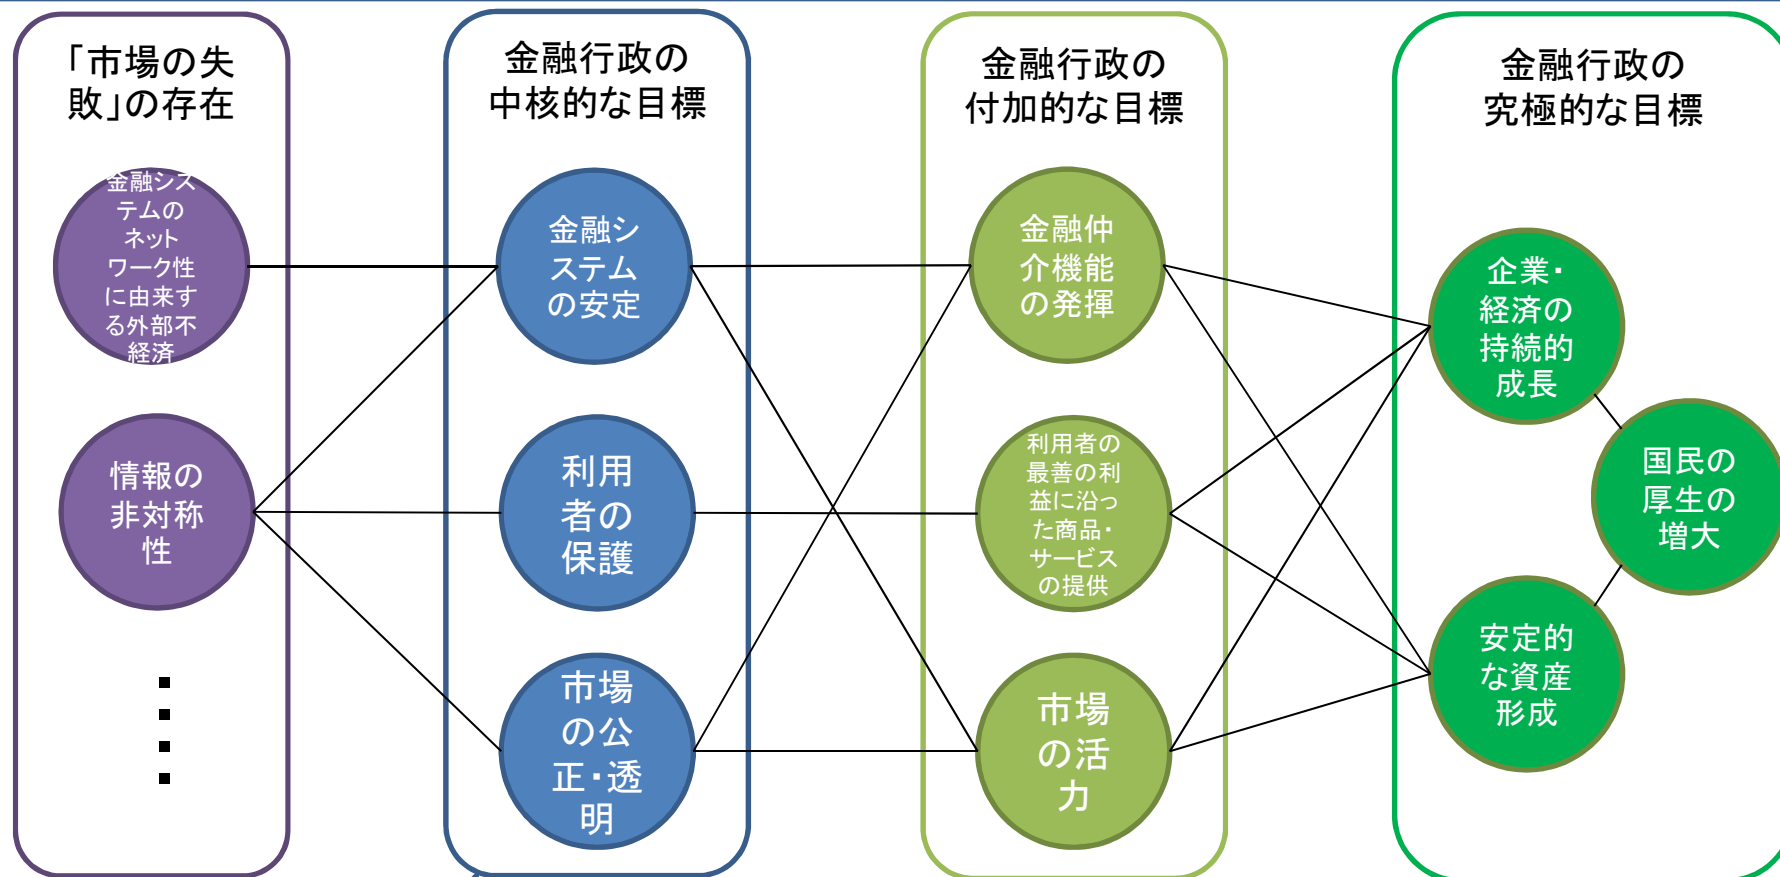 「市場の失
敗」の存在
金融シス
テムの
ネット
ワーク性
に由来す
る外部不
経済
情報の
非対称
性
金融行政の
中核的な目標
金融シ
ステム
の安定
利用
者の
保護
市場
の公
正・透
明
金融行政の
付加的な目標
金融仲
介機能
の発揮
利用者の
最善の利
益に沿っ
た商品・
サービス
の提供
市場
の活
力
金融行政の
究極的な目標
企業・
経済の
持続的
成長
国民の
厚生の
増大
安定的
な資産
形成